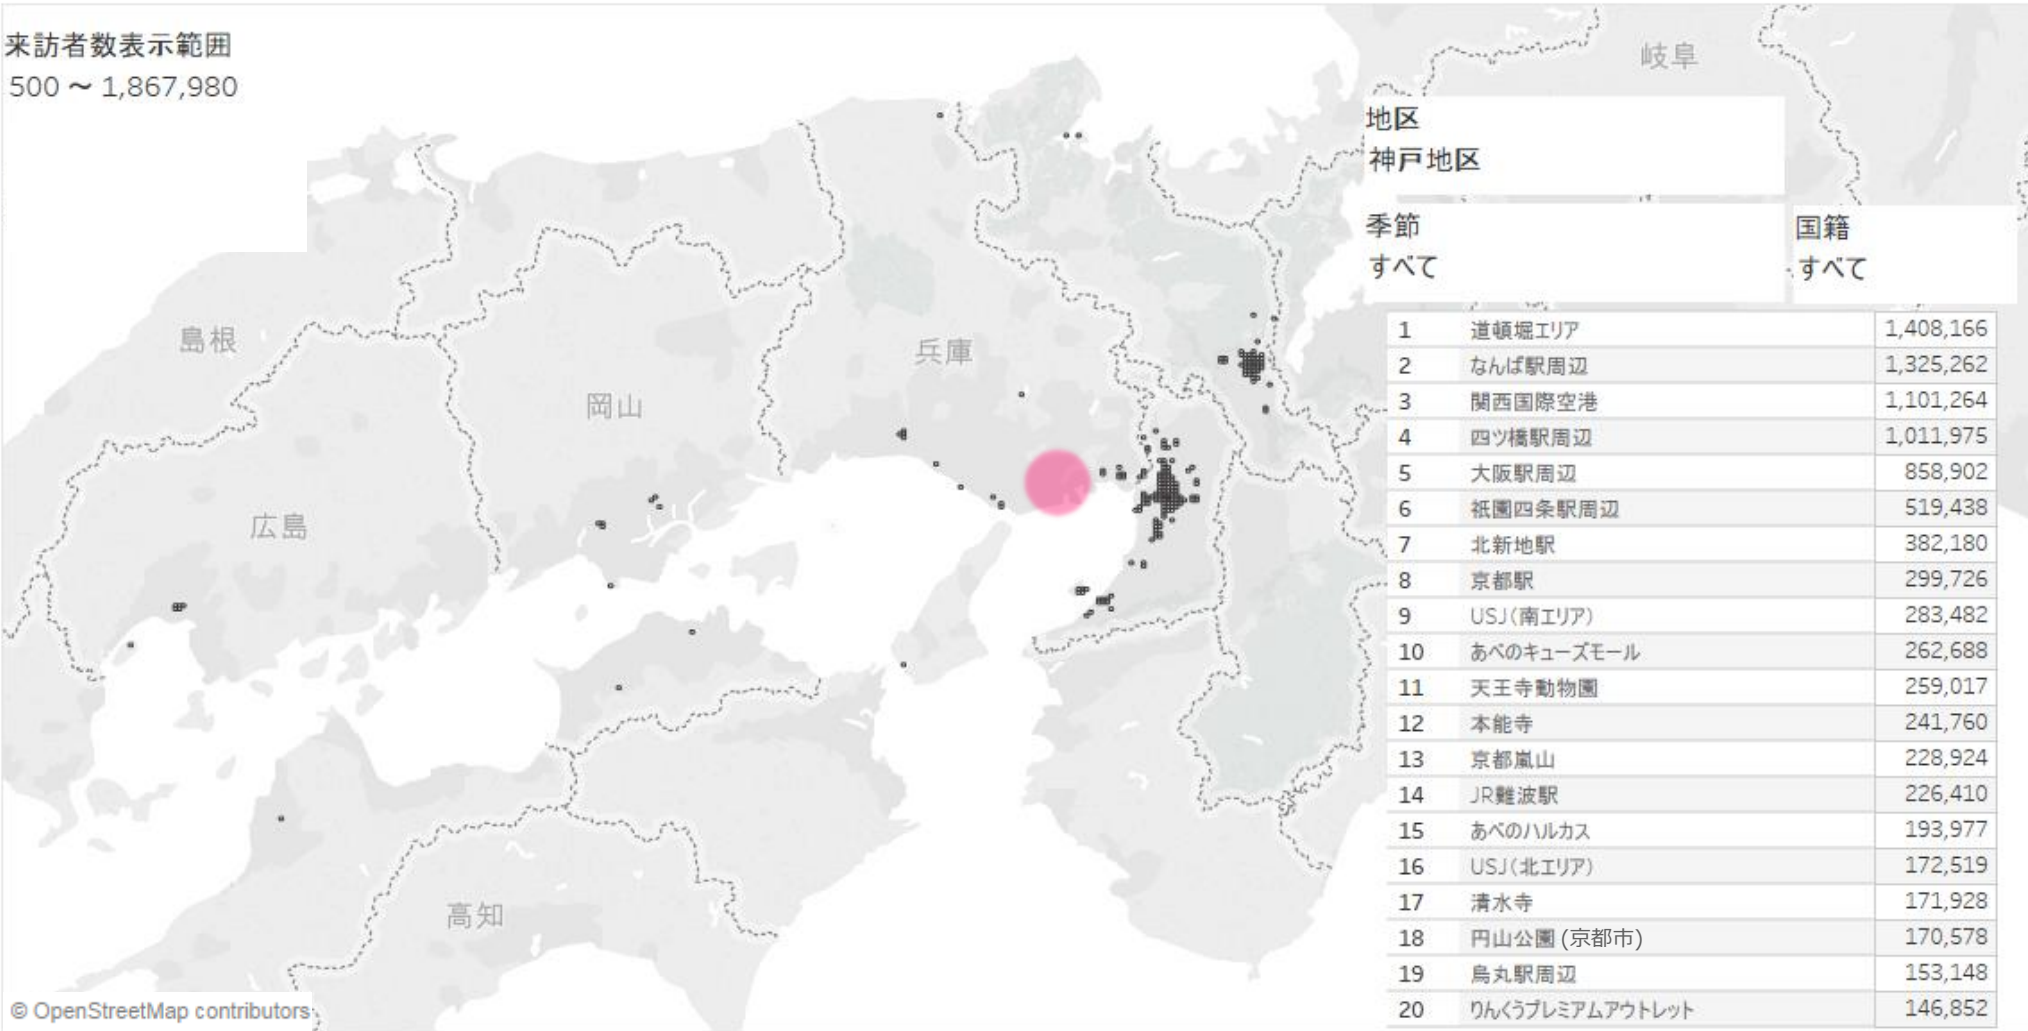 来訪者数表示範囲
500 ～ 1,867,980
岐阜
地区
神戸地区
季節
すべて
国籍
すべて
島根
兵庫
岡山
広島
高知
1 道頓堀エリア 1,408,166
2 なんば駅周辺 1,325,262
3 関西国際空港 1,101,264
4 四ツ橋駅周辺 1,011,975
5 大阪駅周辺 858,902
6 祇園四条駅周辺 519,438
7 北新地駅 382,180
8 京都駅 299,726
9 USJ（南エリア） 283,482
10 あべのキューズモール 262,688
11 天王寺動物園 259,017
12 本能寺 241,760
13 京都嵐山 228,924
14 JR難波駅 226,410
15 あべのハルカス 193,977
16 USJ（北エリア） 172,519
17 清水寺 171,928
18 円山公園 (京都市) 170,578
19 烏丸駅周辺 153,148
20 りんくうプレミアムアウトレット 146,852
© OpenStreetMap contributors